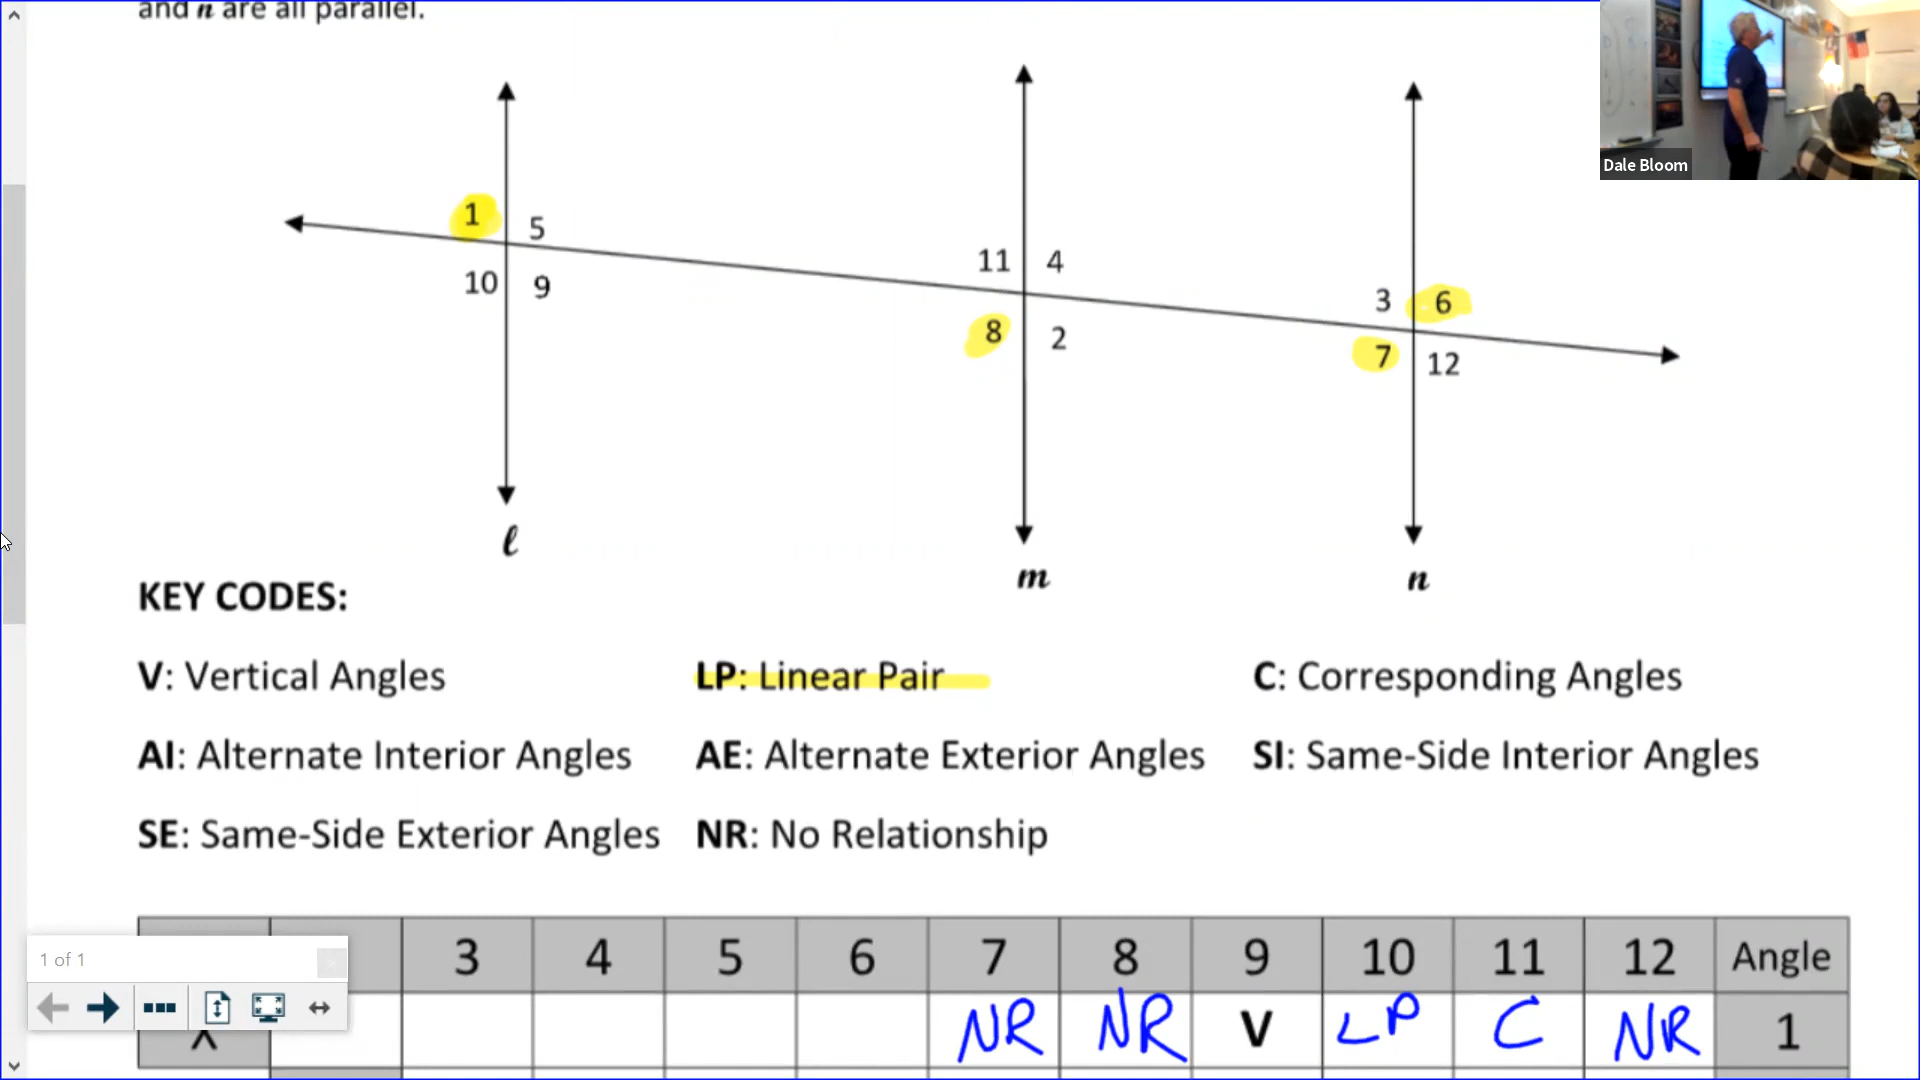 and n are all parallel.
Dale Bloom
1 5
10 9
11 4
8 2
3 6
7 12
ℓ
m
n
KEY CODES:
V: Vertical Angles LP: Linear Pair C: Corresponding Angles
AI: Alternate Interior Angles AE: Alternate Exterior Angles SI: Same-Side Interior Angles
SE: Same-Side Exterior Angles NR: No Relationship
3 4 5 6 7 8 9 10 11 12 Angle
NR NR V LP C NR 1
1 of 1